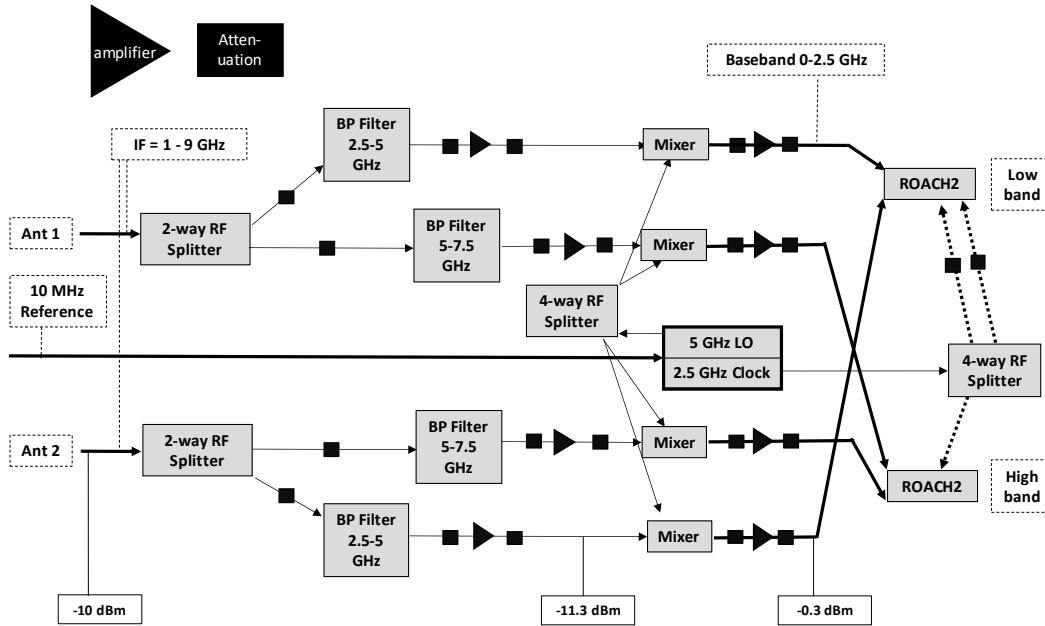 amplifier
Atten-
uation
Baseband 0-2.5 GHz
IF = 1 - 9 GHz
BP Filter
2.5-5
GHz
Mixer
ROACH2
Low
band
Ant 1
2-way RF
Splitter
BP Filter
5-7.5
GHz
Mixer
10 MHz
Reference
4-way RF
Splitter
5 GHz LO
2.5 GHz Clock
4-way RF
Splitter
Ant 2
2-way RF
Splitter
BP Filter
5-7.5
GHz
Mixer
ROACH2
High
band
BP Filter
2.5-5
GHz
Mixer
-10 dBm
-11.3 dBm
-0.3 dBm